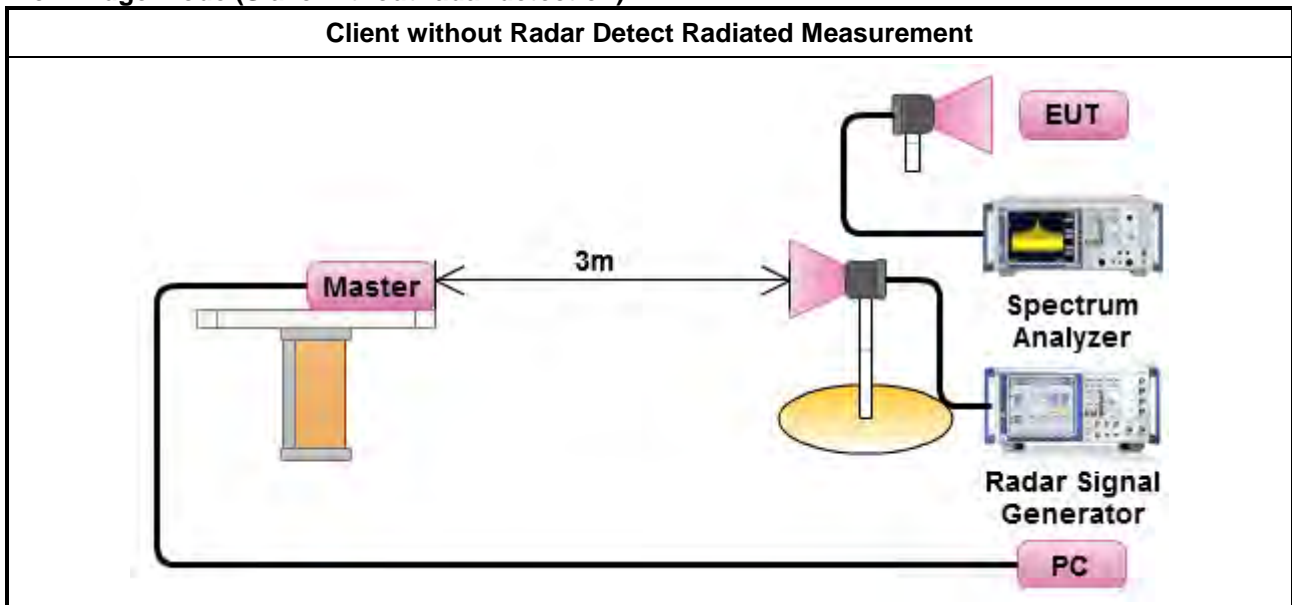 Client without Radar Detect Radiated Measurement
EUT
3m
Master
Spectrum
Analyzer
Radar Signal
Generator
PC